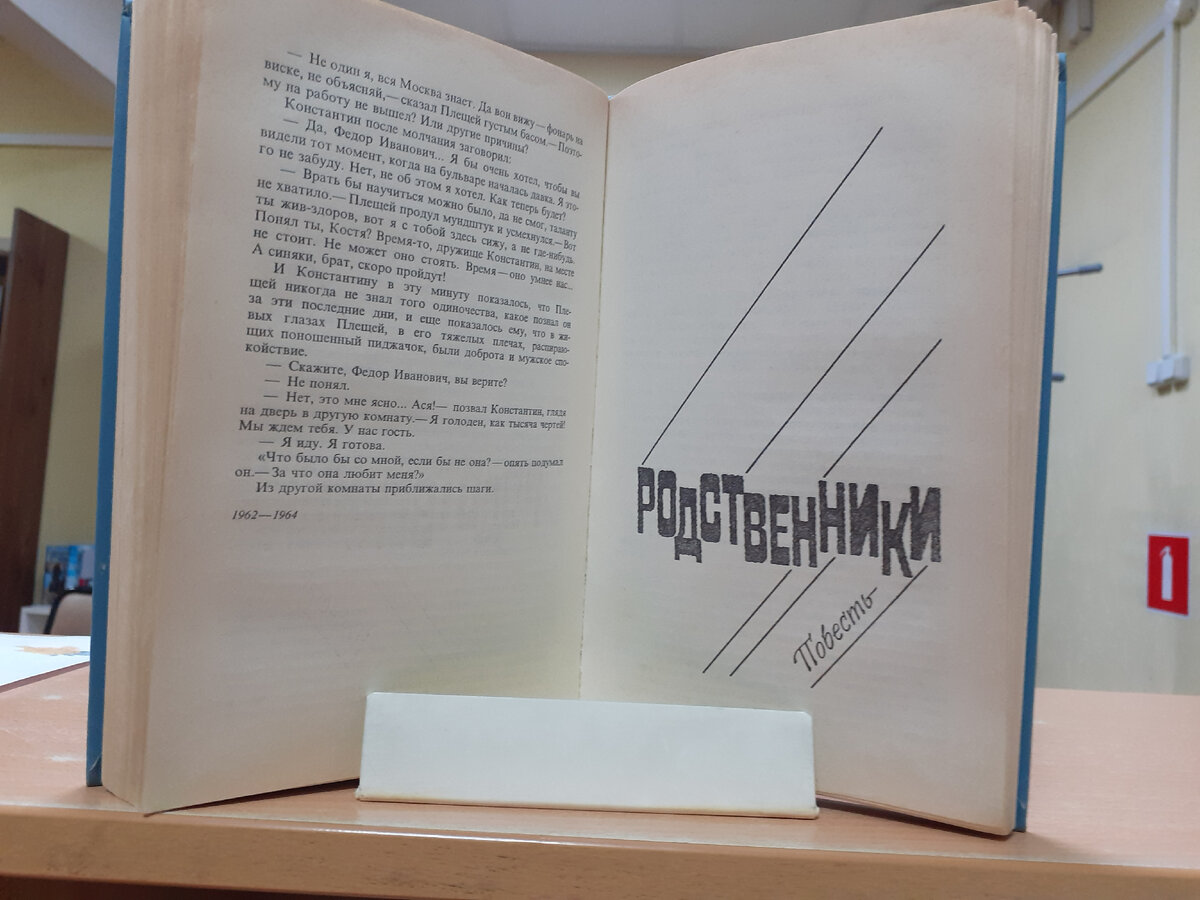 — Не один я, вся Москва знает. Да вон вижу—фонарь на
виске, не объясняй,—сказал Плещей густым басом.—Поэто-
му на работу не вышел? Или другие причины?
Константин после молчания заговорил:
— Да, Федор Иванович... Я бы очень хотел, чтобы вы
видели тот момент, когда на бульваре началась давка. Я это-
го не забуду. Нет, не об этом я хотел. Как теперь будет?
— Врать бы научиться можно было, да не смог, таланту
не хватило.— Плещей продул мундштук и усмехнулся.—Вот
ты жив-здоров, вот я с тобой здесь сижу, а не где-нибудь.
Понял ты, Костя? Время-то, дружище Константин, на месте
не стоит. Не может оно стоять. Время—оно умнее нас...
А синяки, брат, скоро пройдут!
И Константину в эту минуту показалось, что Пле-
щей никогда не знал того одиночества, какое познал он
за эти последние дни, и еще показалось ему, что в жи-
вых глазах Плещей, в его тяжелых плечах, распираю-
щих поношенный пиджачок, были доброта и мужское спо-
койствие.
— Скажите, Федор Иванович, вы верите?
— Не понял.
— Нет, это мне ясно... Ася!— позвал Константин, глядя
на дверь в другую комнату.—Я голоден, как тысяча чертей!
Мы ждем тебя. У нас гость.
— Я иду. Я готова.
«Что было бы со мной, если бы не она?—опять подумал
он.—За что она любит меня?»
Из другой комнаты приближались шаги.
1962—1964
РОДСТВЕННИКИ
Повесть